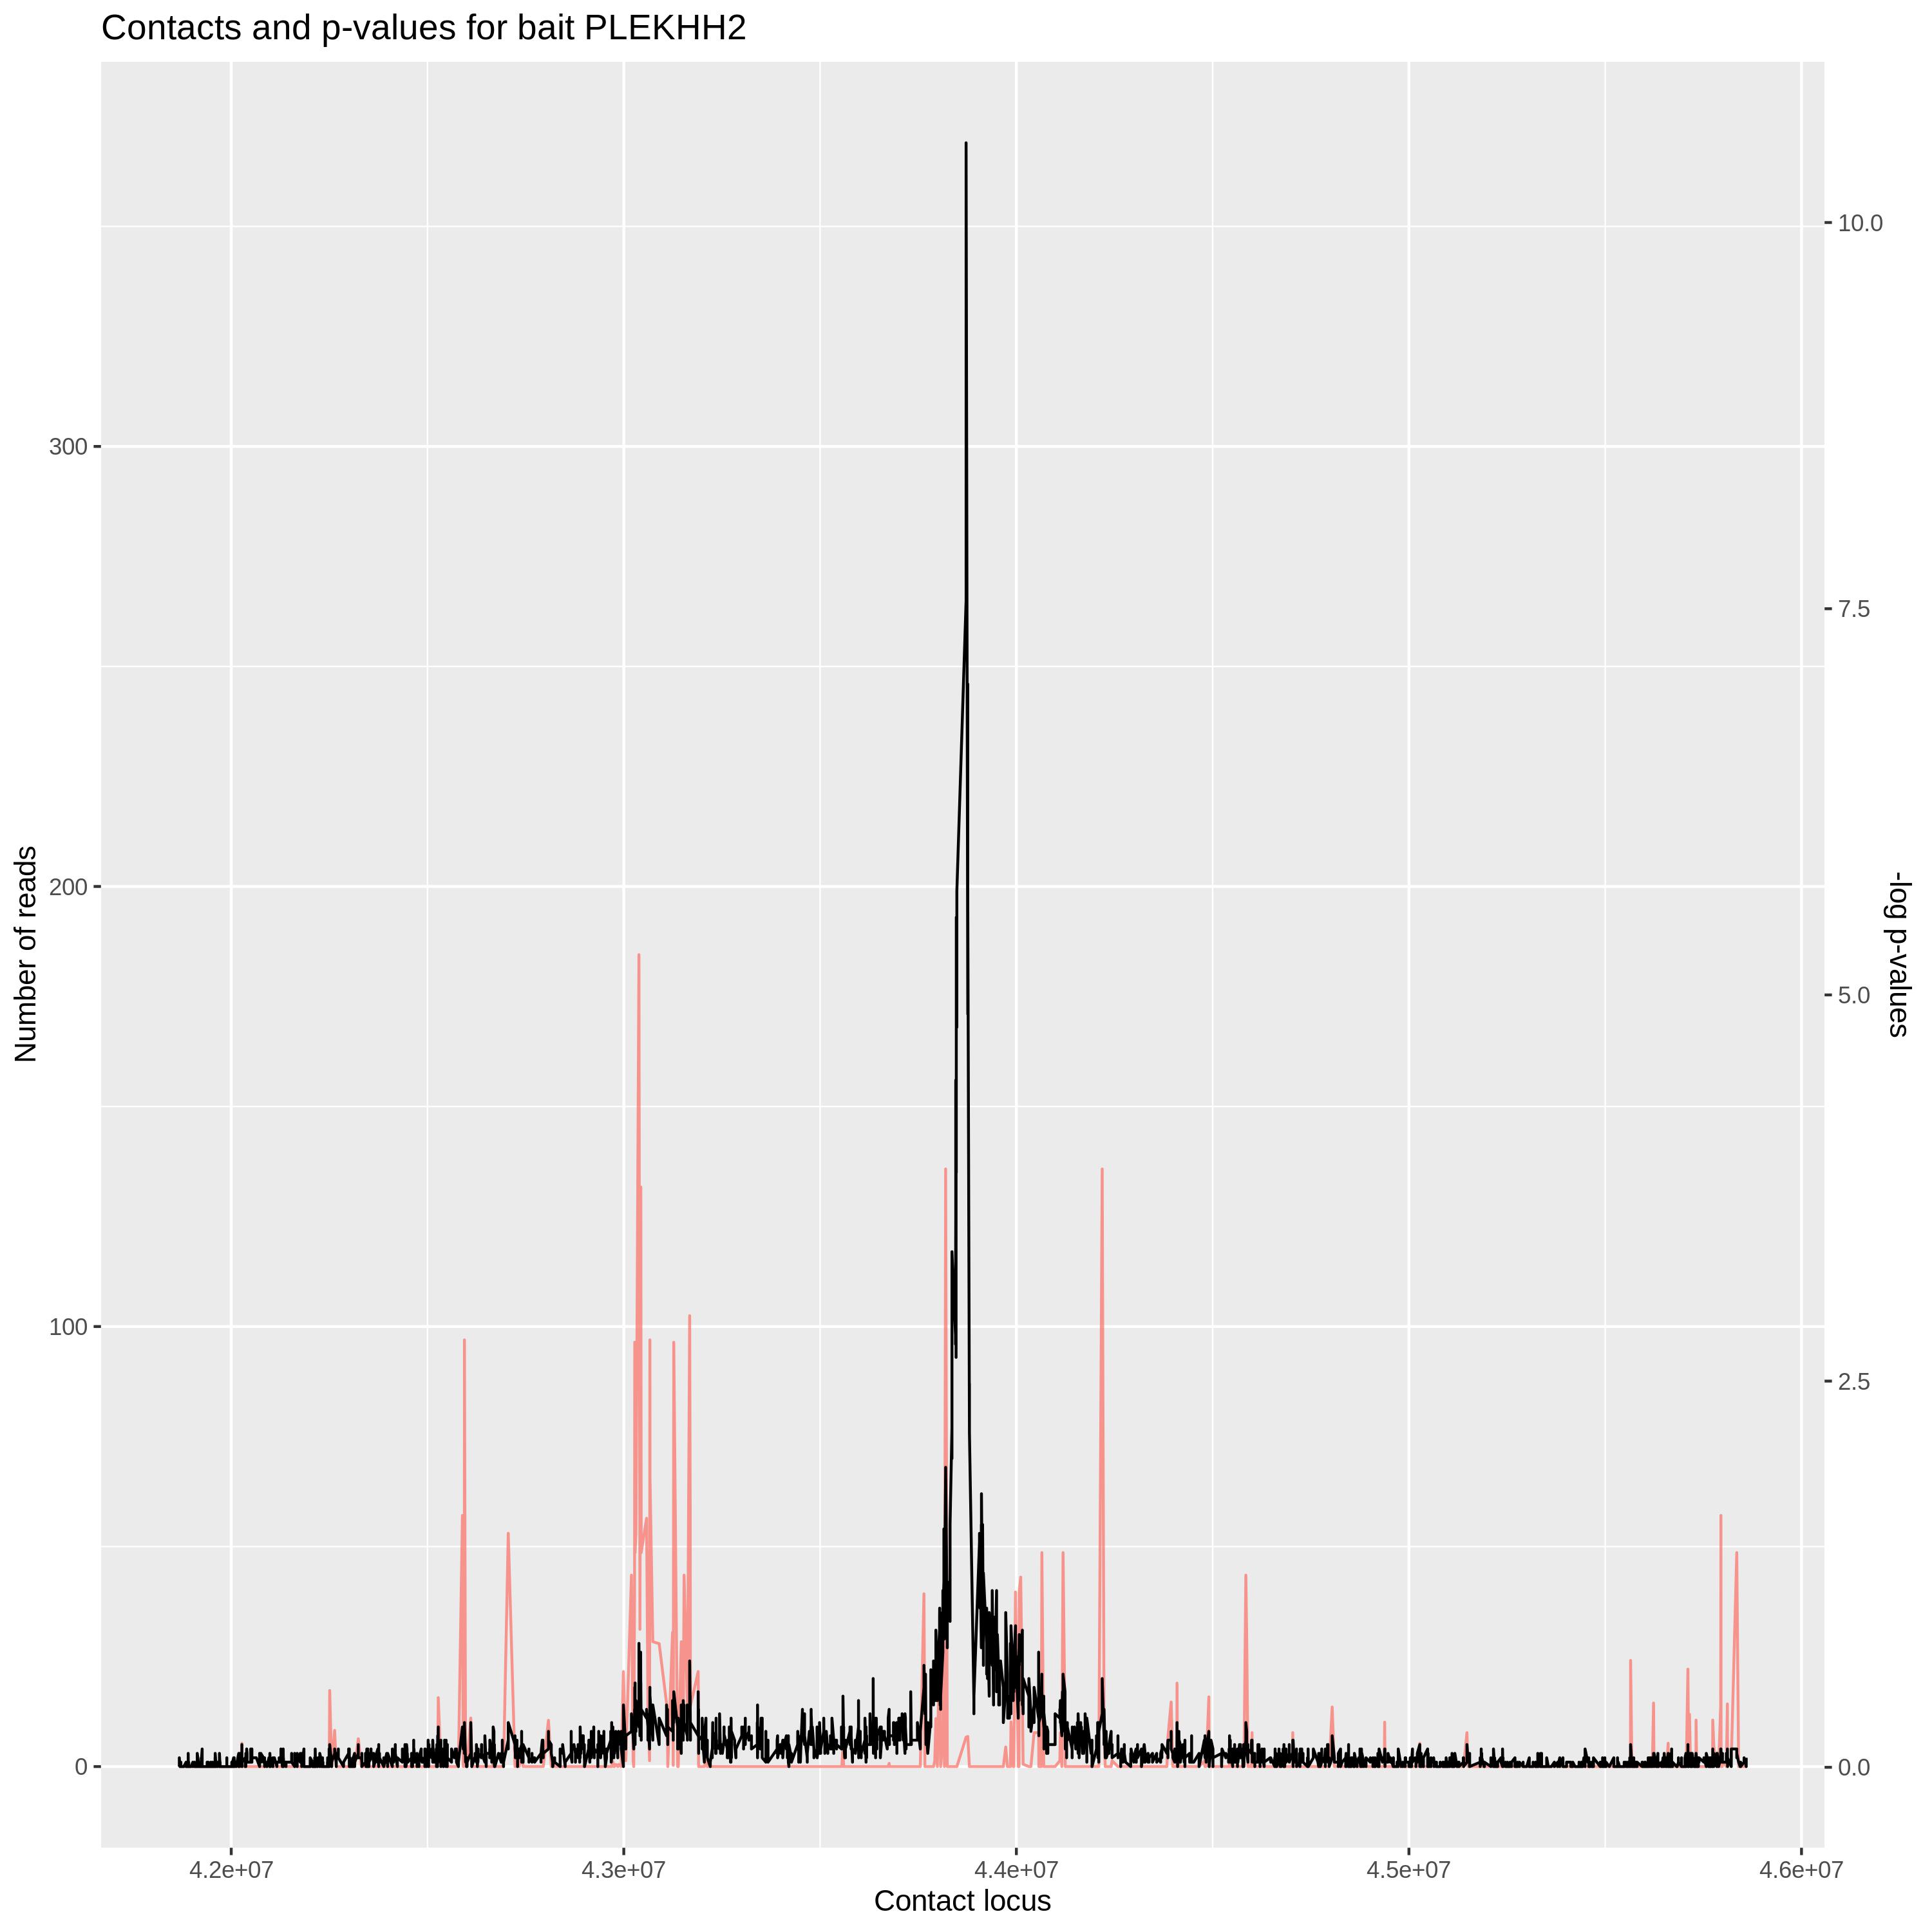 Contacts and p-values for bait PLEKHH2
Number of reads
300
200
100
0
10.0
7.5
5.0
2.5
0.0
-log p-values
4.2e+07
4.3e+07
4.4e+07
4.5e+07
4.6e+07
Contact locus